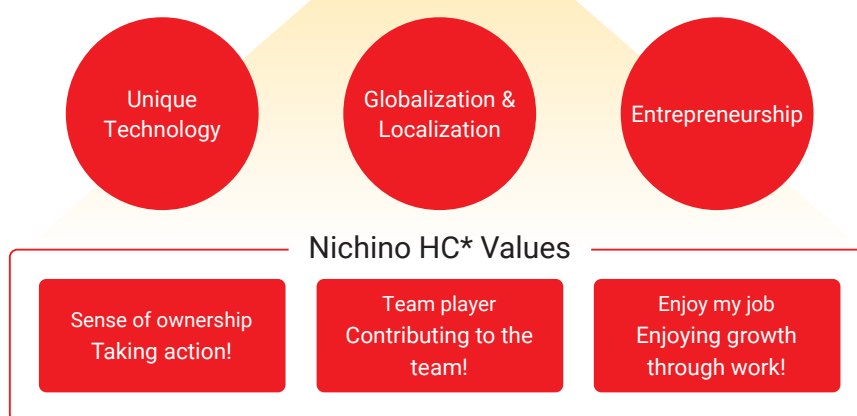 Unique
Technology
Globalization &
Localization
Entrepreneurship
Nichino HC* Values
Sense of ownership
Taking action!
Team player
Contributing to the
team!
Enjoy my job
Enjoying growth
through work!